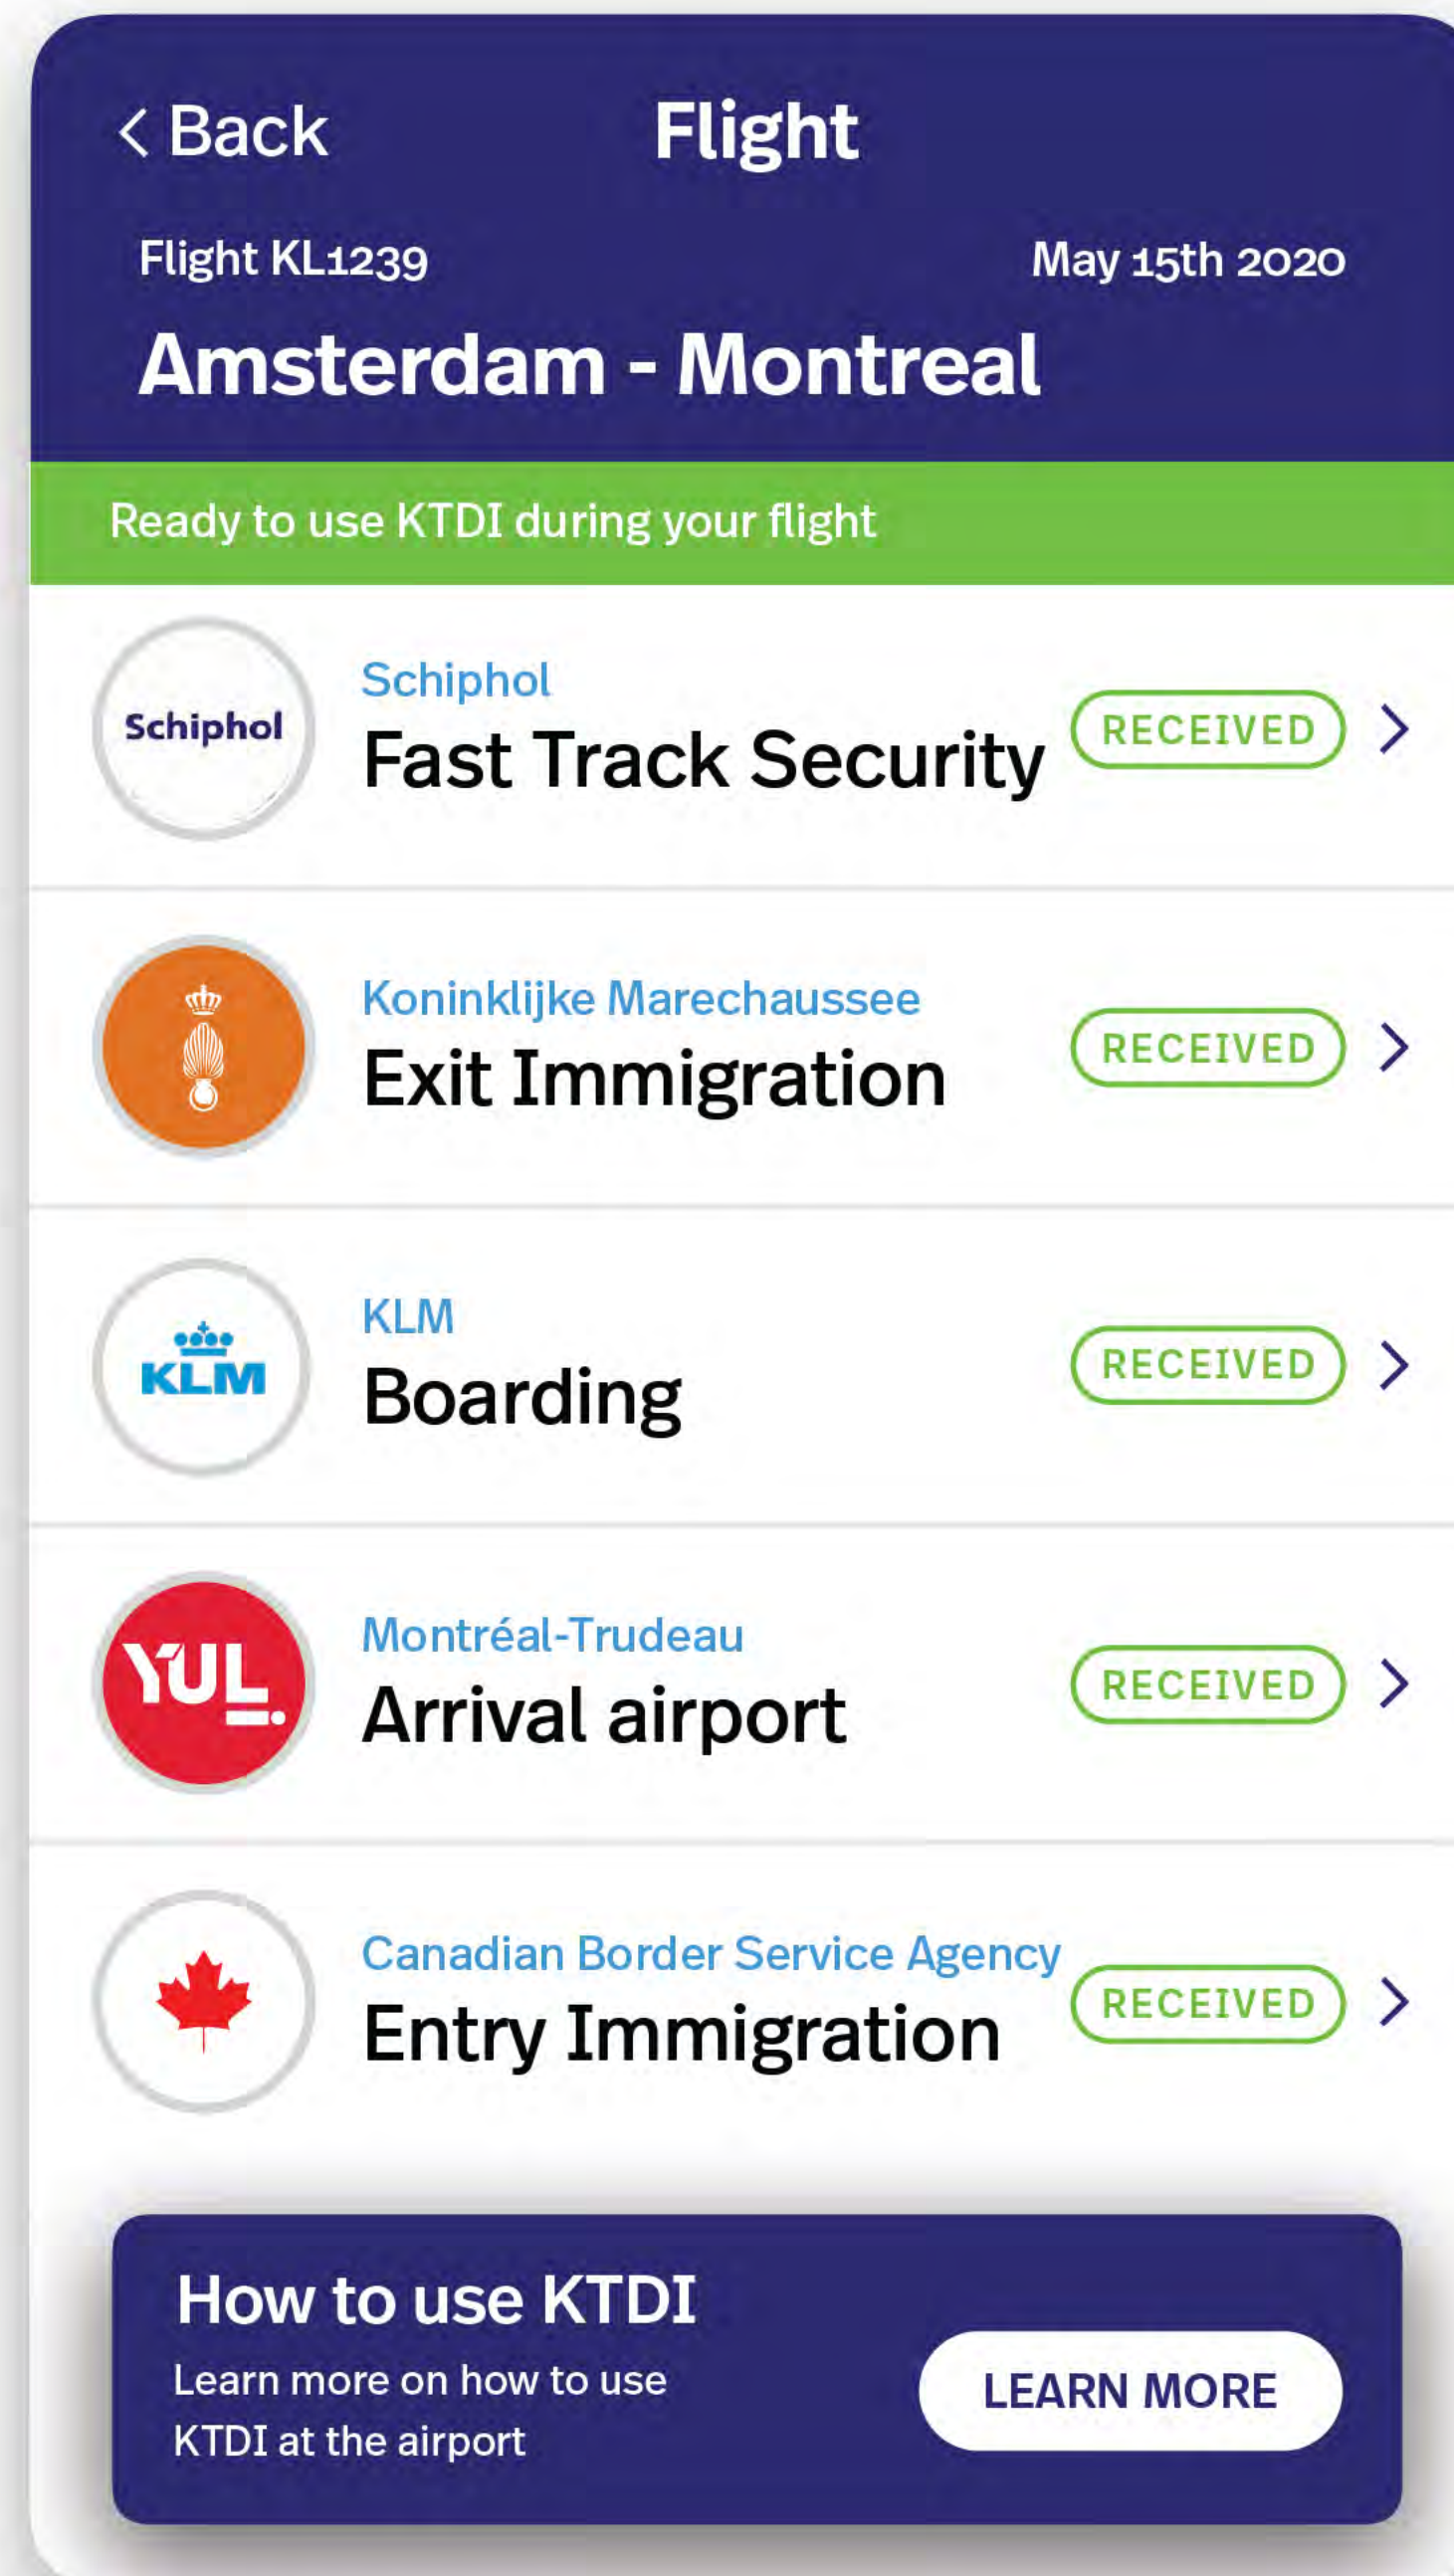 Back
Flight
Flight KL1239
May 15th 2020
Amsterdam - Montreal
Ready to use KTDI during your flight
Schiphol
Schiphol
Fast Track Security
RECEIVED
Koninklijke Marechaussee
Exit Immigration
RECEIVED
KLM
KLM
Boarding
RECEIVED
YUL
Montréal-Trudeau
Arrival airport
RECEIVED
Canadian Border Service Agency
Entry Immigration
RECEIVED
How to use KTDI
Learn more on how to use
KTDI at the airport
LEARN MORE